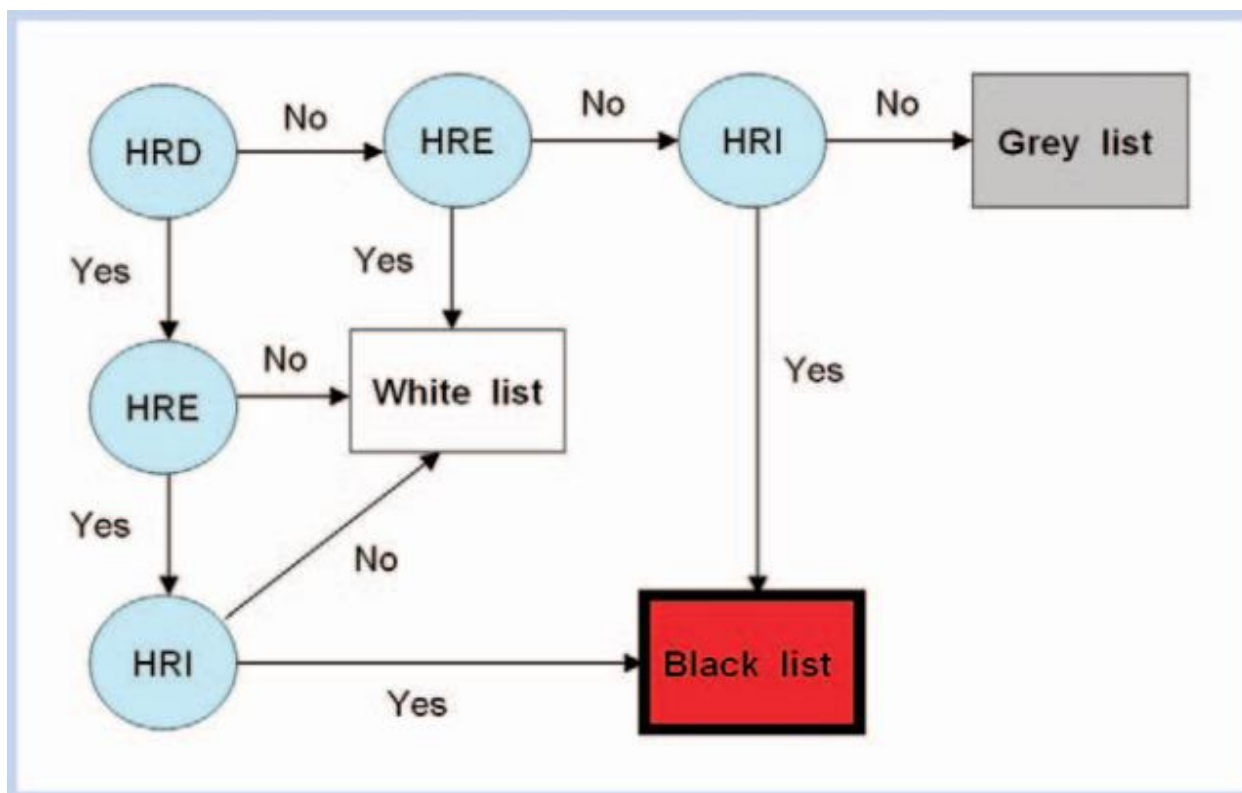 HRD
No
HRE
No
HRI
No
Grey list
Yes
Yes
Yes
HRE
No
White list
Yes
No
HRI
Yes
Black list